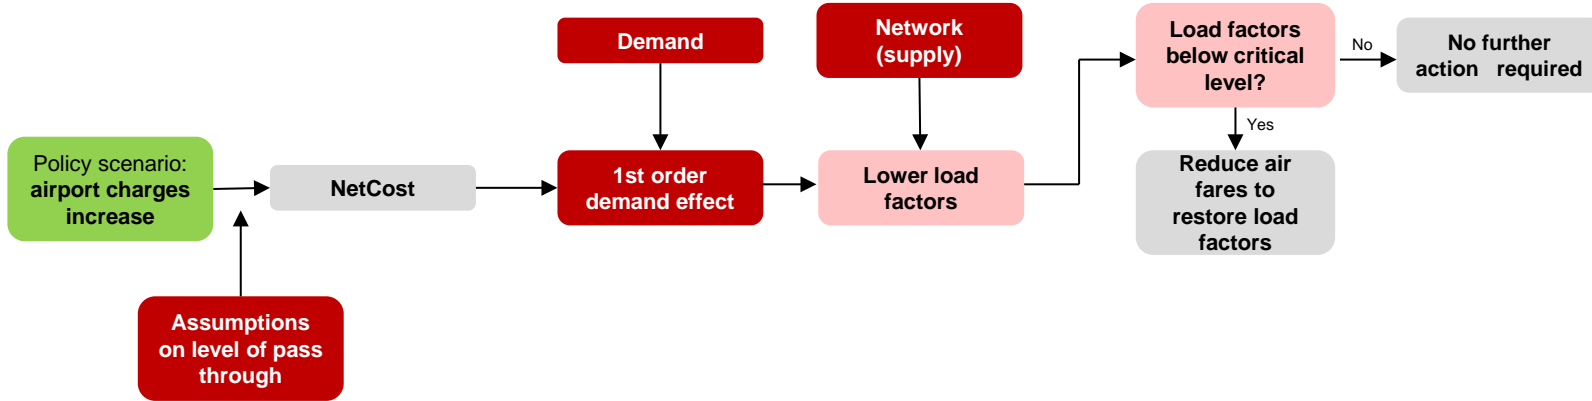 Policy scenario:
airport charges
increase
Assumptions
on level of pass
through
NetCost
Demand
1st order
demand effect
Network
(supply)
Lower load
factors
Load factors
below critical
level?
No
No further
action required
Yes
Reduce air
fares to
restore load
factors